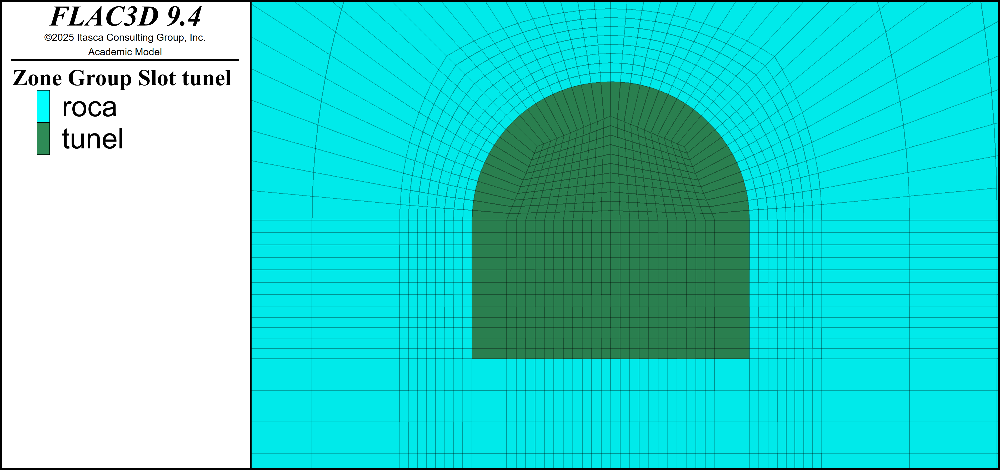 FLAC3D 9.4
©2025 Itasca Consulting Group, Inc.
Academic Model
Zone Group Slot tunel
roca
tunel